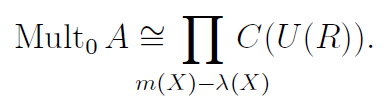 Mult₀ A ≅ ∏ C(U(R)).
m(X)−λ(X)